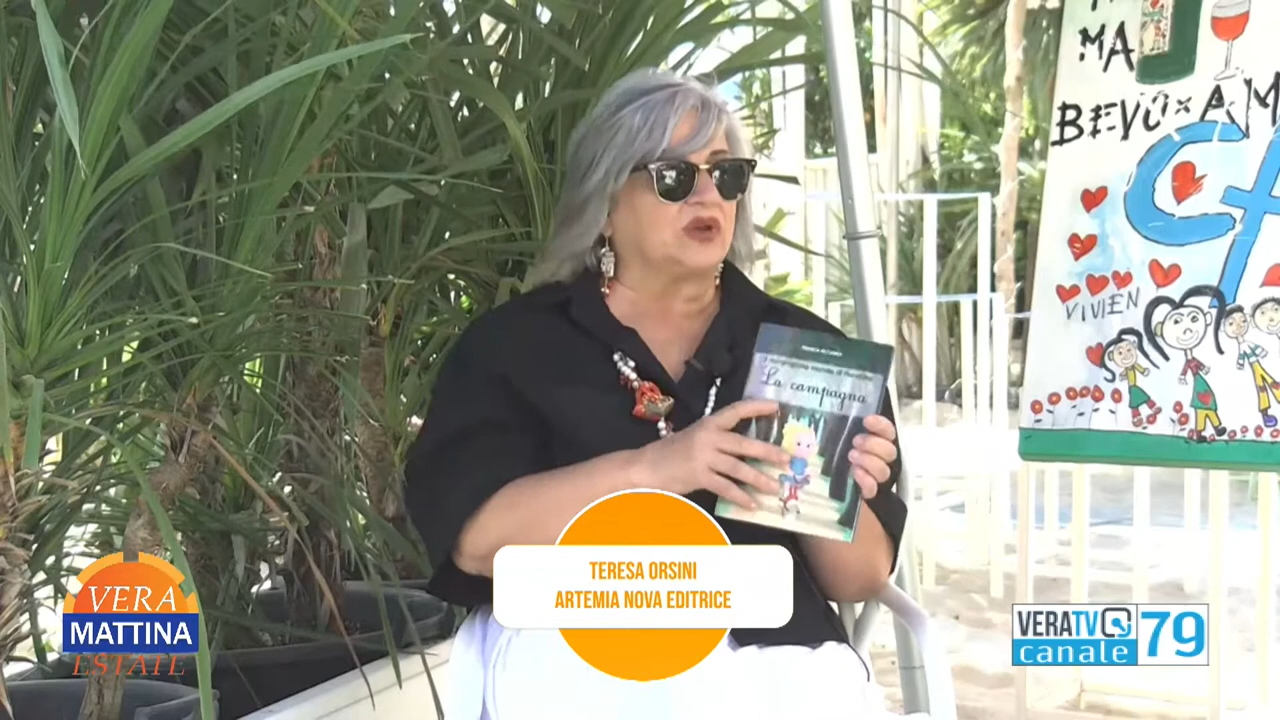 MA
BEVO x AM
VIVIEN
La campagna
TERESA ORSINI
ARTEMIA NOVA EDITRICE
VERA
MATTINA
ESTATE
VERATV
canale 79